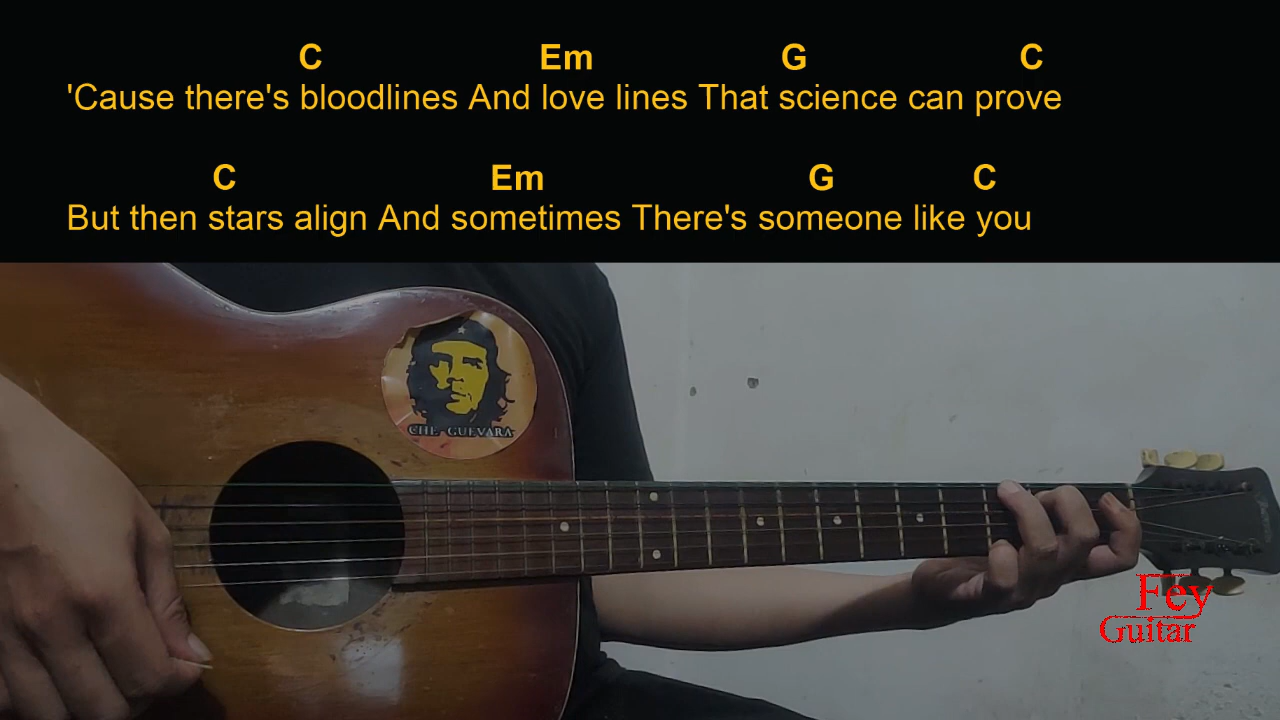 C Em G C
'Cause there's bloodlines And love lines That science can prove
C Em G C
But then stars align And sometimes There's someone like you
CHE GUEVARA
Fey
Guitar